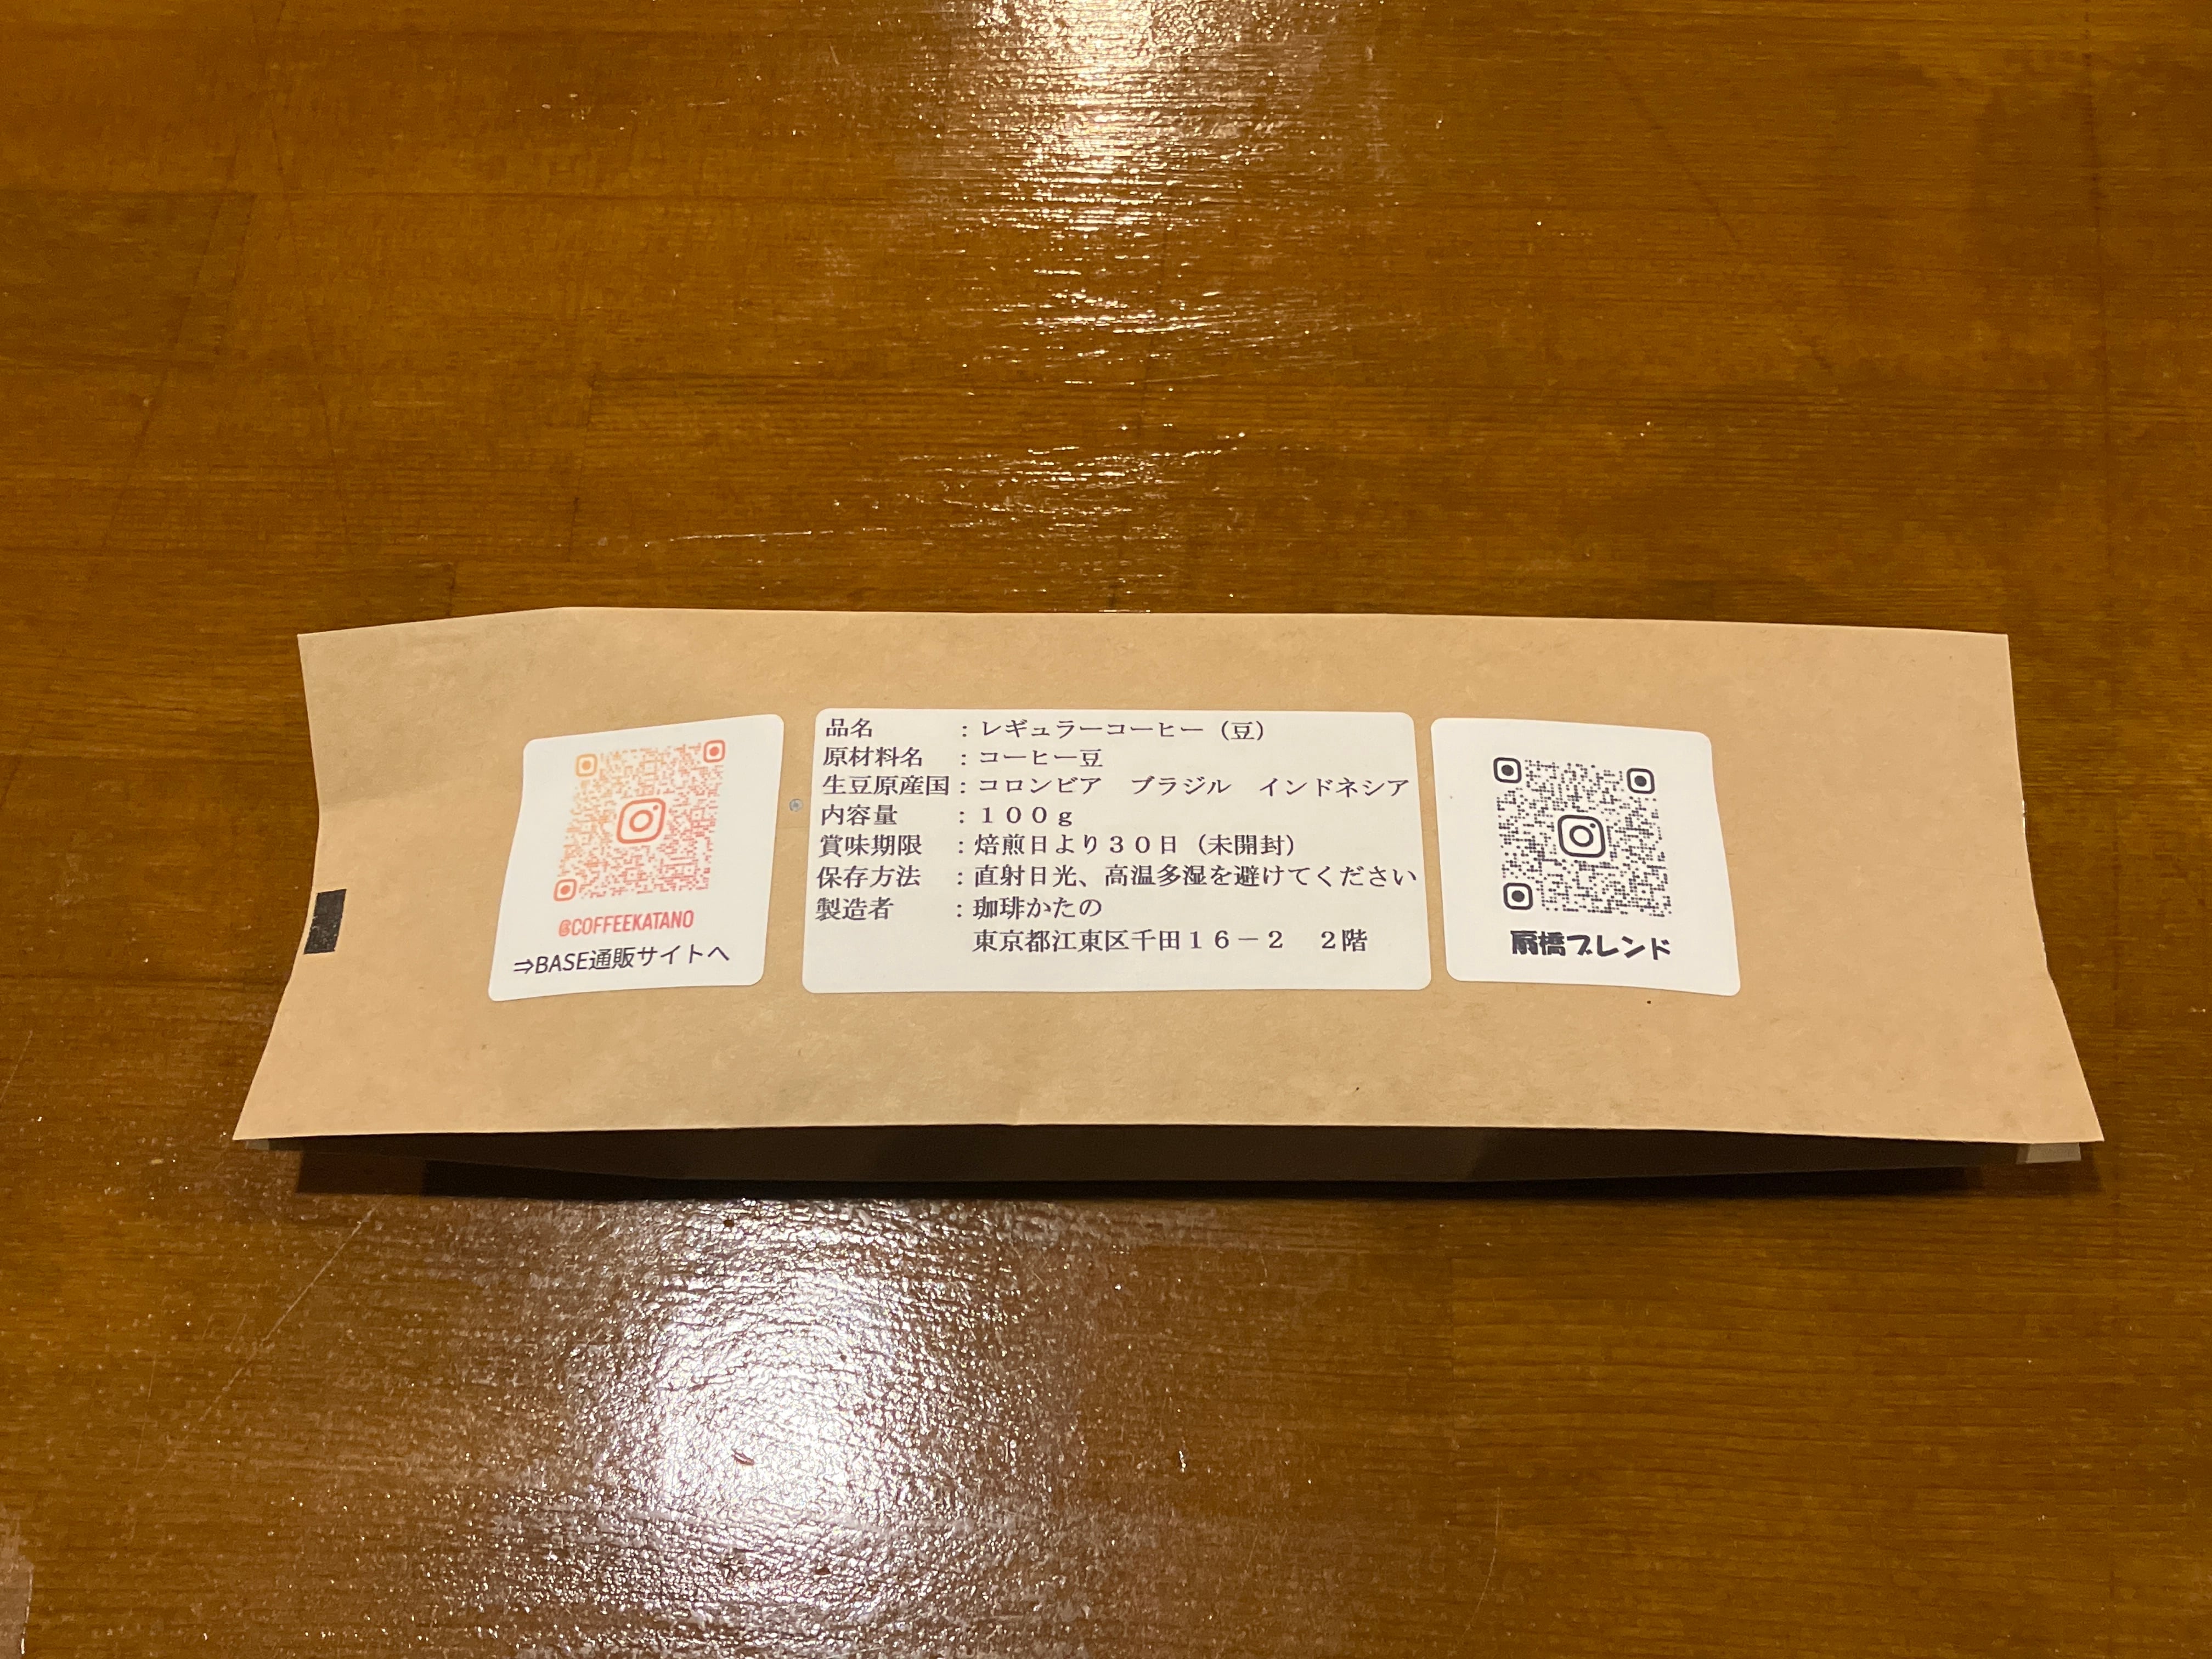 @COFFEEKATANO
⇒BASE通販サイトへ
品名　　　：レギュラーコーヒー（豆）
原材料名　：コーヒー豆
生豆原産国：コロンビア　ブラジル　インドネシア
内容量　　：１００ｇ
賞味期限　：焙煎日より３０日（未開封）
保存方法　：直射日光、高温多湿を避けてください
製造者　　：珈琲かたの
東京都江東区千田１６－２　２階
扇橋ブレンド